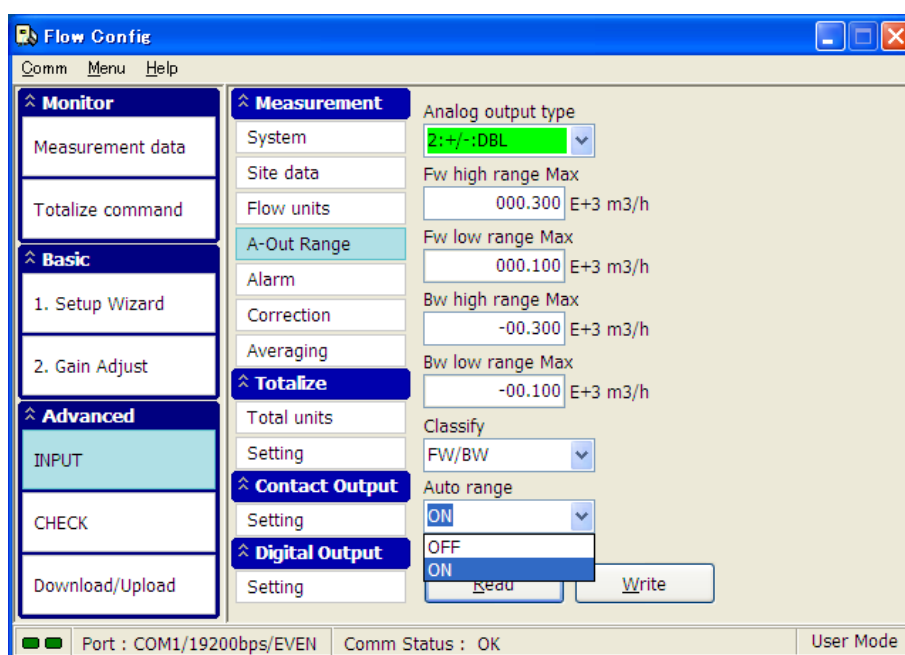 Flow Config
Comm Menu Help
Monitor
Measurement data
Totalize command
Basic
1. Setup Wizard
2. Gain Adjust
Advanced
INPUT
CHECK
Download/Upload
Measurement
System
Site data
Flow units
A-Out Range
Alarm
Correction
Averaging
Totalize
Total units
Setting
Contact Output
Setting
Digital Output
Setting
Analog output type
2:+/-:DBL
Fw high range Max
000.300 E+3 m3/h
Fw low range Max
000.100 E+3 m3/h
Bw high range Max
-00.300 E+3 m3/h
Bw low range Max
-00.100 E+3 m3/h
Classify
FW/BW
Auto range
ON
OFF
ON
Read Write
Port : COM1/19200bps/EVEN Comm Status : OK User Mode